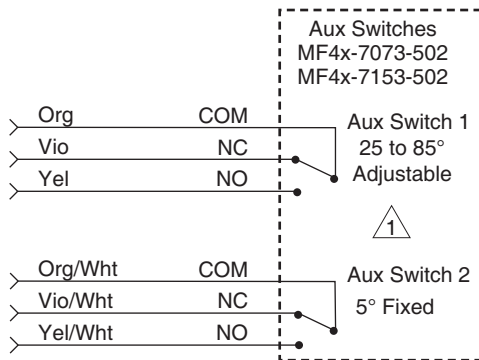 Aux Switches
MF4x-7073-502
MF4x-7153-502
Org COM Aux Switch 1
Vio NC 25 to 85°
Yel NO Adjustable
1
Org/Wht COM Aux Switch 2
Vio/Wht NC 5° Fixed
Yel/Wht NO